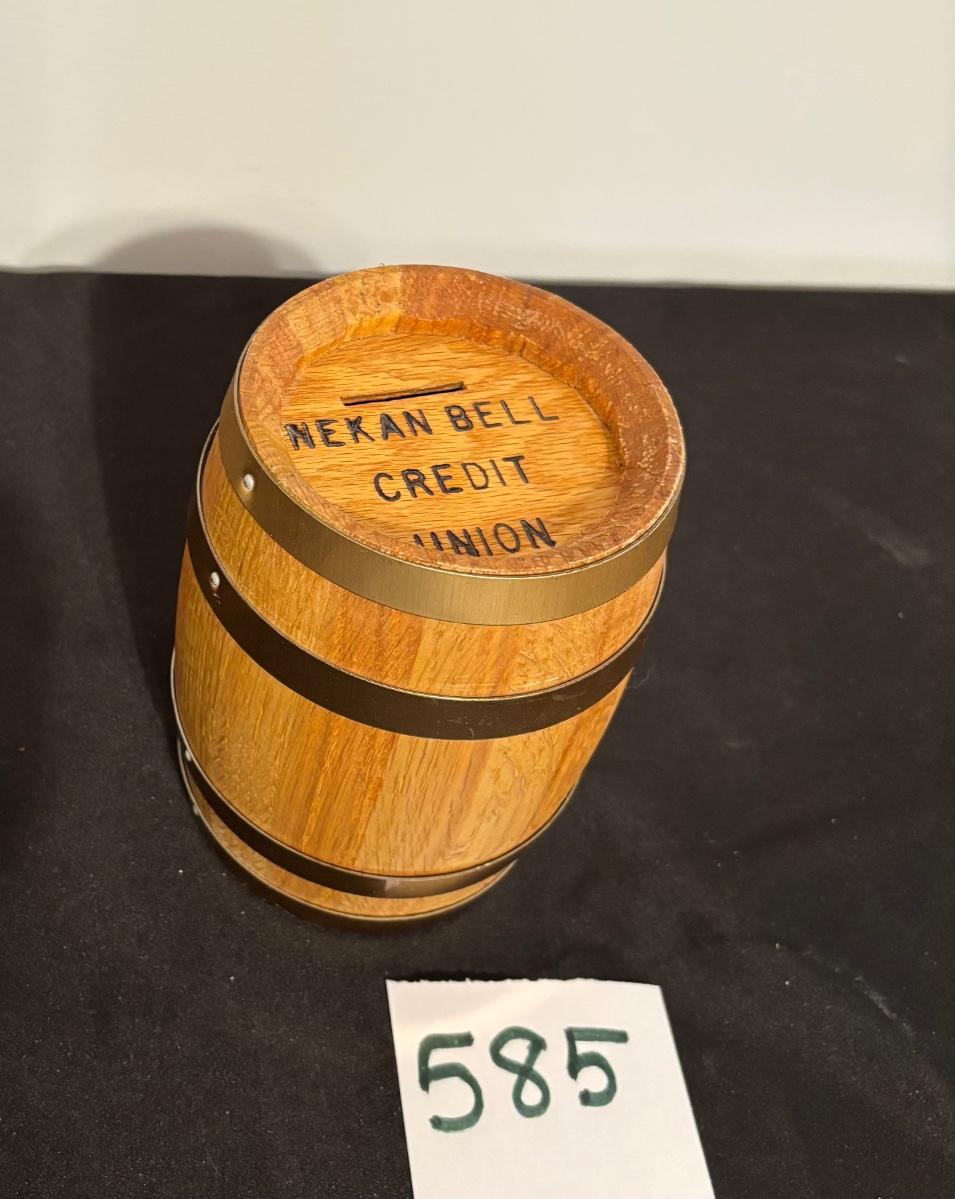 NEKAN BELL
CREDIT
UNION
585